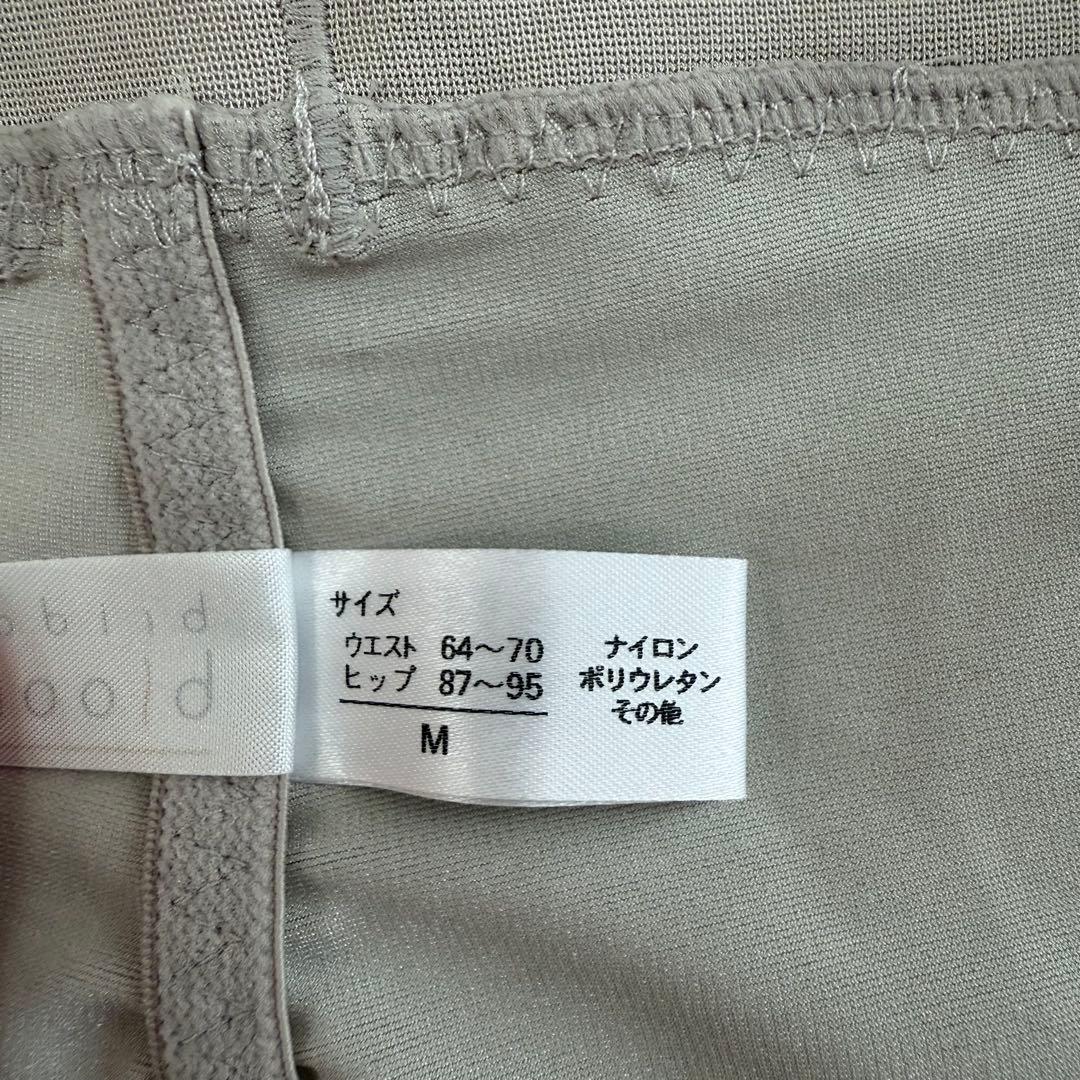 サイズ
ウエスト 64〜70
ヒップ 87〜95
M
ナイロン
ポリウレタン
その他